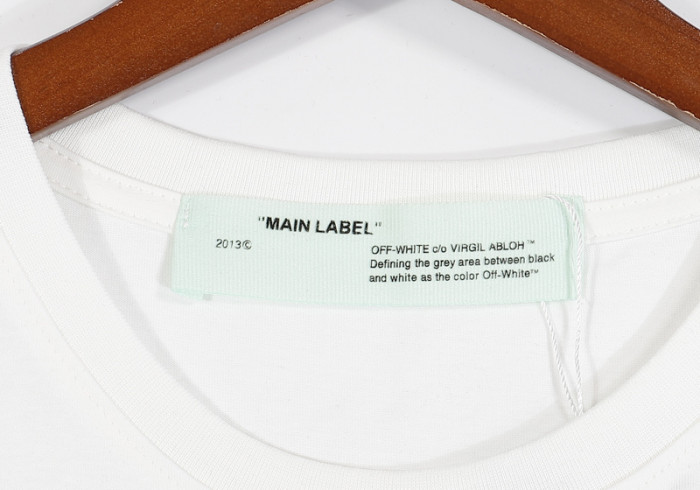 "MAIN LABEL"
2013©
OFF-WHITE c/o VIRGIL ABLOH™
Defining the grey area between black
and white as the color Off-White™